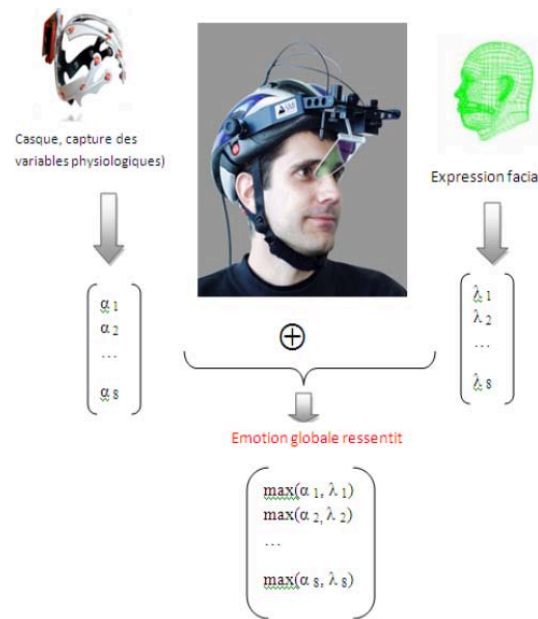 Casque, capture des
variables physiologiques)
Expression facial
α 1
α 2
...
α 8
λ 1
λ 2
...
λ 8
⊕
Emotion globale ressentit
max(α 1, λ 1)
max(α 2, λ 2)
...
max(α 8, λ 8)